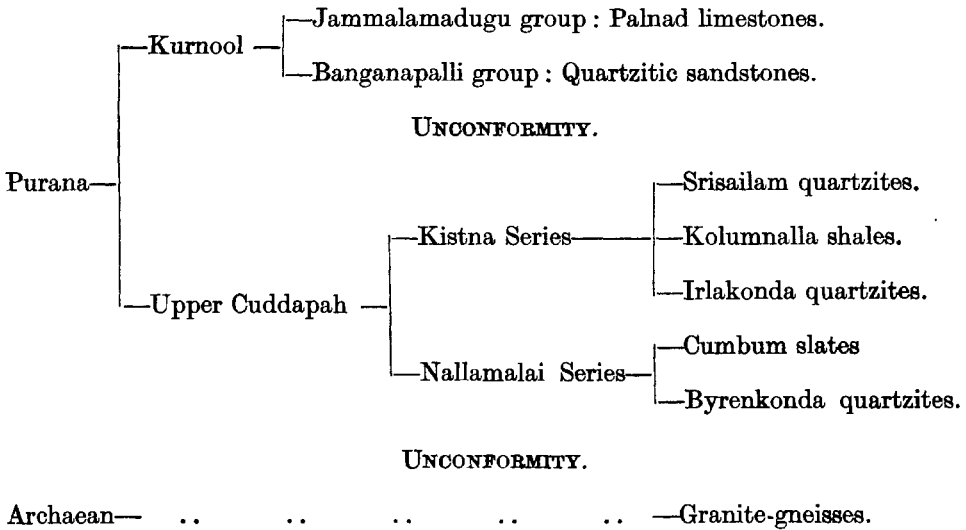 Jammalamadugu group : Palnad limestones.
Kurnool
Banganapalli group : Quartzitic sandstones.
UNCONFORMITY.
Purana
Srisailam quartzites.
Kistna Series
Kolumnalla shales.
Irlakonda quartzites.
Upper Cuddapah
Cumbum slates
Nallamalai Series
Byrenkonda quartzites.
UNCONFORMITY.
Archaean— .. .. .. .. .. —Granite-gneisses.